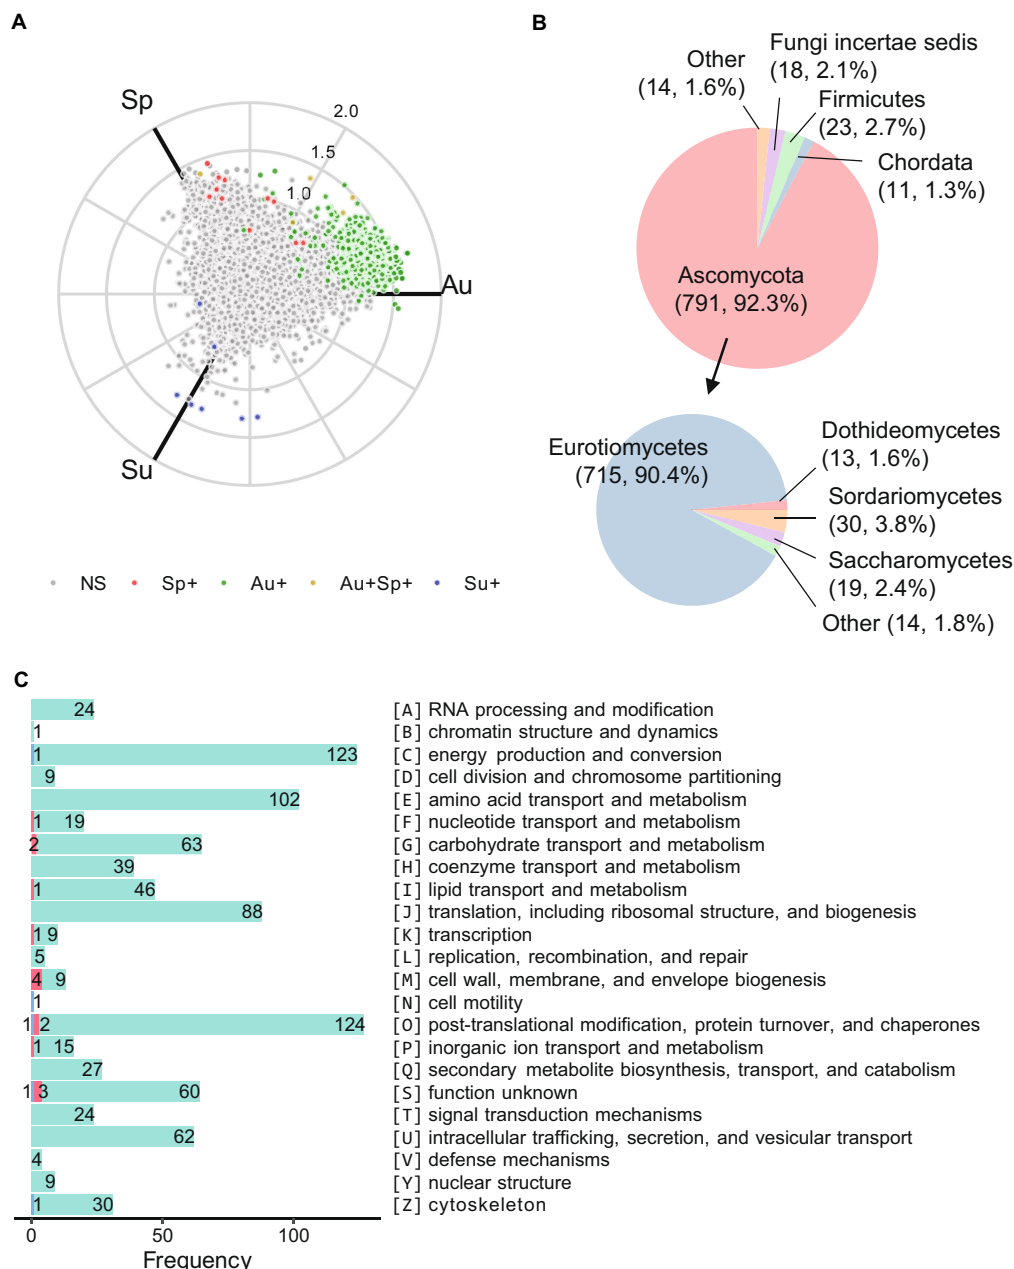 A
B
Sp
2.0
1.5
1.0
Au
Su
NS Sp+ Au+ Au+Sp+ Su+
Other
(14, 1.6%)
Fungi incertae sedis
(18, 2.1%)
Firmicutes
(23, 2.7%)
Chordata
(11, 1.3%)
Ascomycota
(791, 92.3%)
Eurotiomycetes
(715, 90.4%)
Dothideomycetes
(13, 1.6%)
Sordariomycetes
(30, 3.8%)
Saccharomycetes
(19, 2.4%)
Other (14, 1.8%)
C
24 [A] RNA processing and modification
1 [B] chromatin structure and dynamics
1 123 [C] energy production and conversion
9 [D] cell division and chromosome partitioning
102 [E] amino acid transport and metabolism
1 19 [F] nucleotide transport and metabolism
2 63 [G] carbohydrate transport and metabolism
39 [H] coenzyme transport and metabolism
1 46 [I] lipid transport and metabolism
88 [J] translation, including ribosomal structure, and biogenesis
1 9 [K] transcription
5 [L] replication, recombination, and repair
4 9 [M] cell wall, membrane, and envelope biogenesis
1 [N] cell motility
1 2 124 [O] post-translational modification, protein turnover, and chaperones
1 15 [P] inorganic ion transport and metabolism
27 [Q] secondary metabolite biosynthesis, transport, and catabolism
1 3 60 [S] function unknown
24 [T] signal transduction mechanisms
62 [U] intracellular trafficking, secretion, and vesicular transport
4 [V] defense mechanisms
9 [Y] nuclear structure
1 30 [Z] cytoskeleton
0 50 100
Frequency